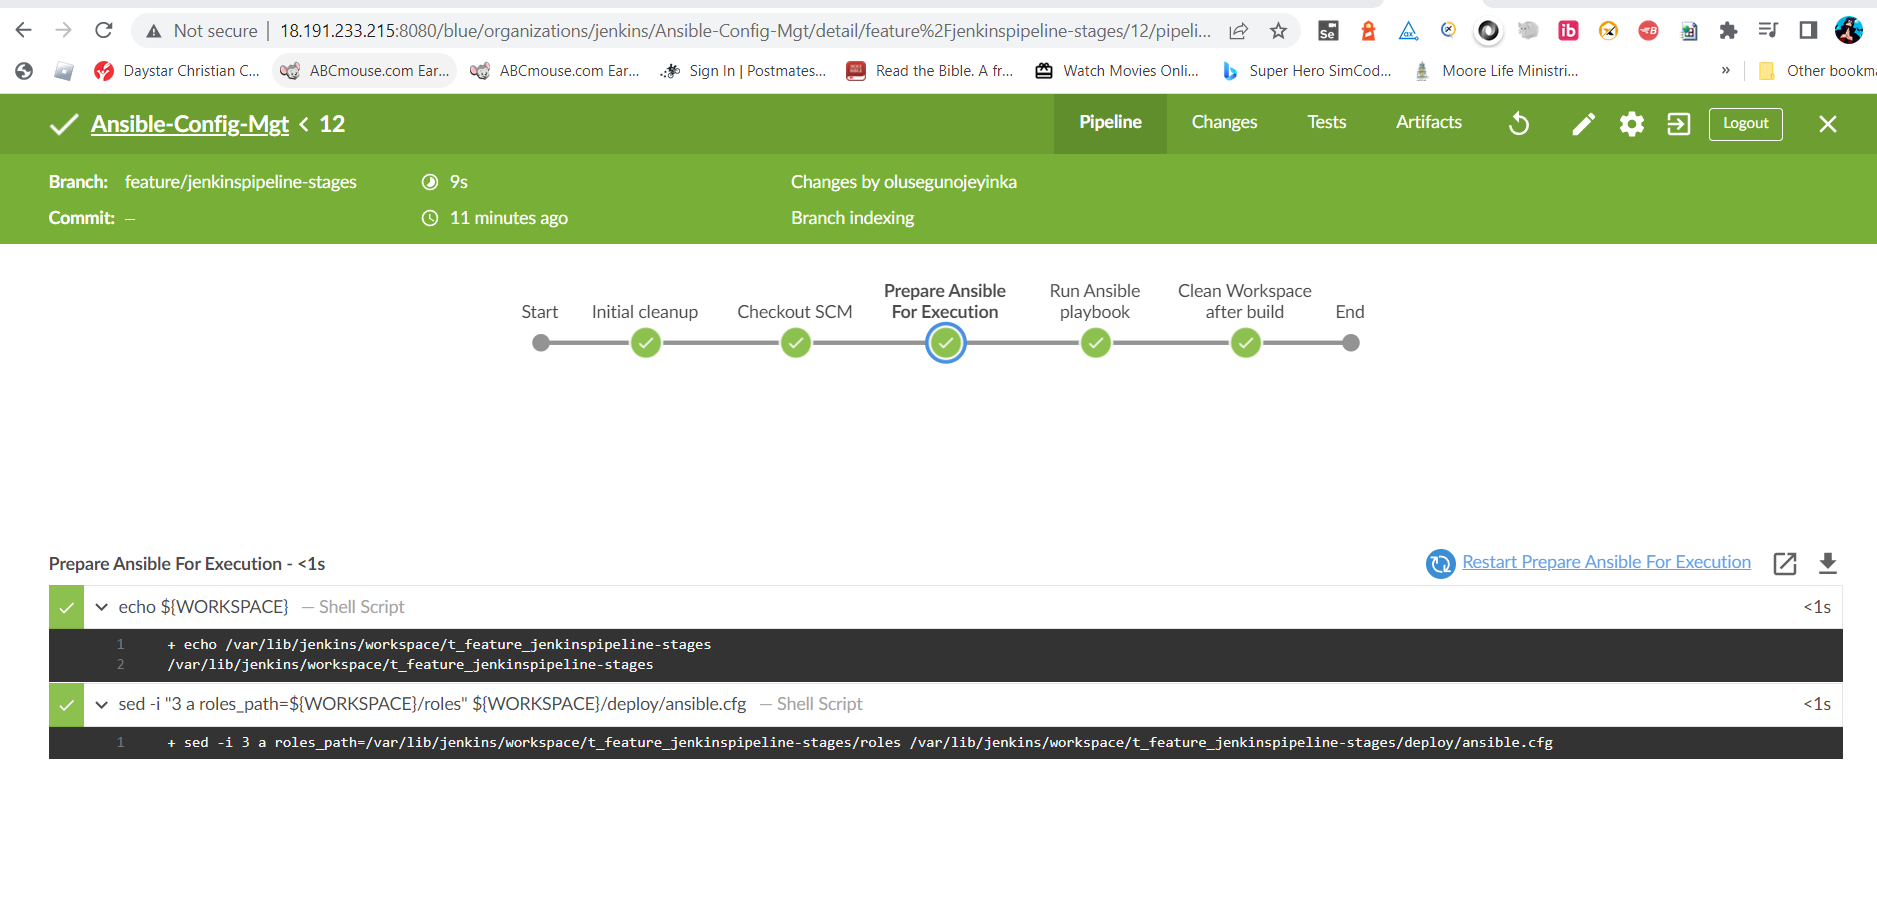 Not secure | 18.191.233.215:8080/blue/organizations/jenkins/Ansible-Config-Mgt/detail/feature%2Fjenkinspipeline-stages/12/pipeli...
Daystar Christian C... ABCmouse.com Ear... ABCmouse.com Ear... Sign In | Postmates... Read the Bible. A fr... Watch Movies Onli... Super Hero SimCod... Moore Life Ministri... » Other bookma
Ansible-Config-Mgt < 12 Pipeline Changes Tests Artifacts Logout
Branch: feature/jenkinspipeline-stages 9s Changes by olusegunojeyinka
Commit: – 11 minutes ago Branch indexing
Start Initial cleanup Checkout SCM Prepare Ansible For Execution Run Ansible playbook Clean Workspace after build End
Prepare Ansible For Execution - <1s Restart Prepare Ansible For Execution
echo ${WORKSPACE} — Shell Script <1s
1 + echo /var/lib/jenkins/workspace/t_feature_jenkinspipeline-stages
2 /var/lib/jenkins/workspace/t_feature_jenkinspipeline-stages
sed -i "3 a roles_path=${WORKSPACE}/roles" ${WORKSPACE}/deploy/ansible.cfg — Shell Script <1s
1 + sed -i 3 a roles_path=/var/lib/jenkins/workspace/t_feature_jenkinspipeline-stages/roles /var/lib/jenkins/workspace/t_feature_jenkinspipeline-stages/deploy/ansible.cfg